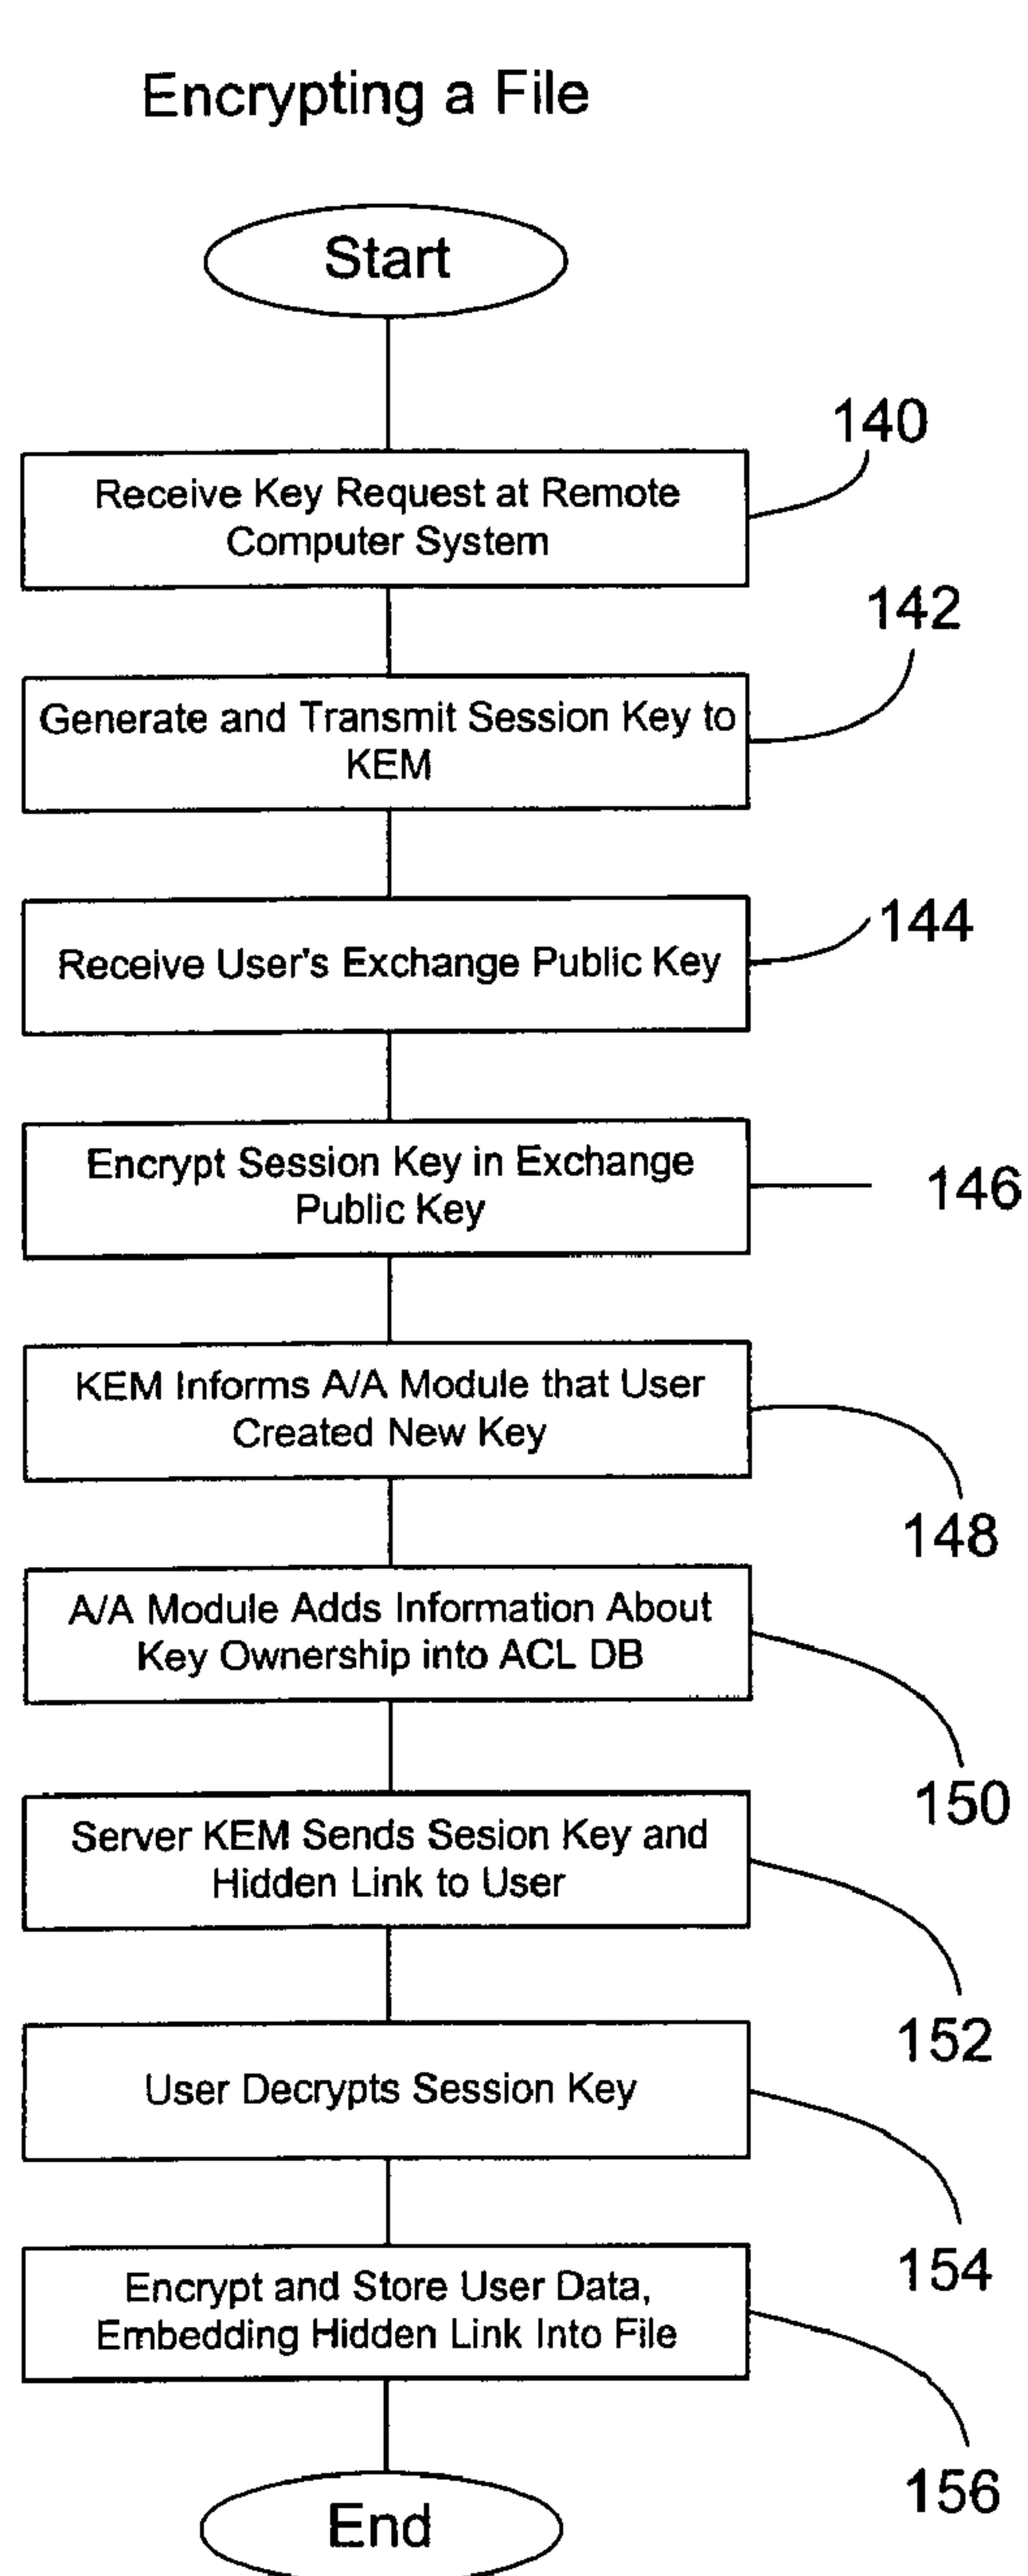 Encrypting a File
Start
140
Receive Key Request at Remote
Computer System
142
Generate and Transmit Session Key to
KEM
144
Receive User's Exchange Public Key
Encrypt Session Key in Exchange
Public Key
146
KEM Informs A/A Module that User
Created New Key
148
A/A Module Adds Information About
Key Ownership into ACL DB
150
Server KEM Sends Sesion Key and
Hidden Link to User
152
User Decrypts Session Key
154
Encrypt and Store User Data,
Embedding Hidden Link Into File
156
End